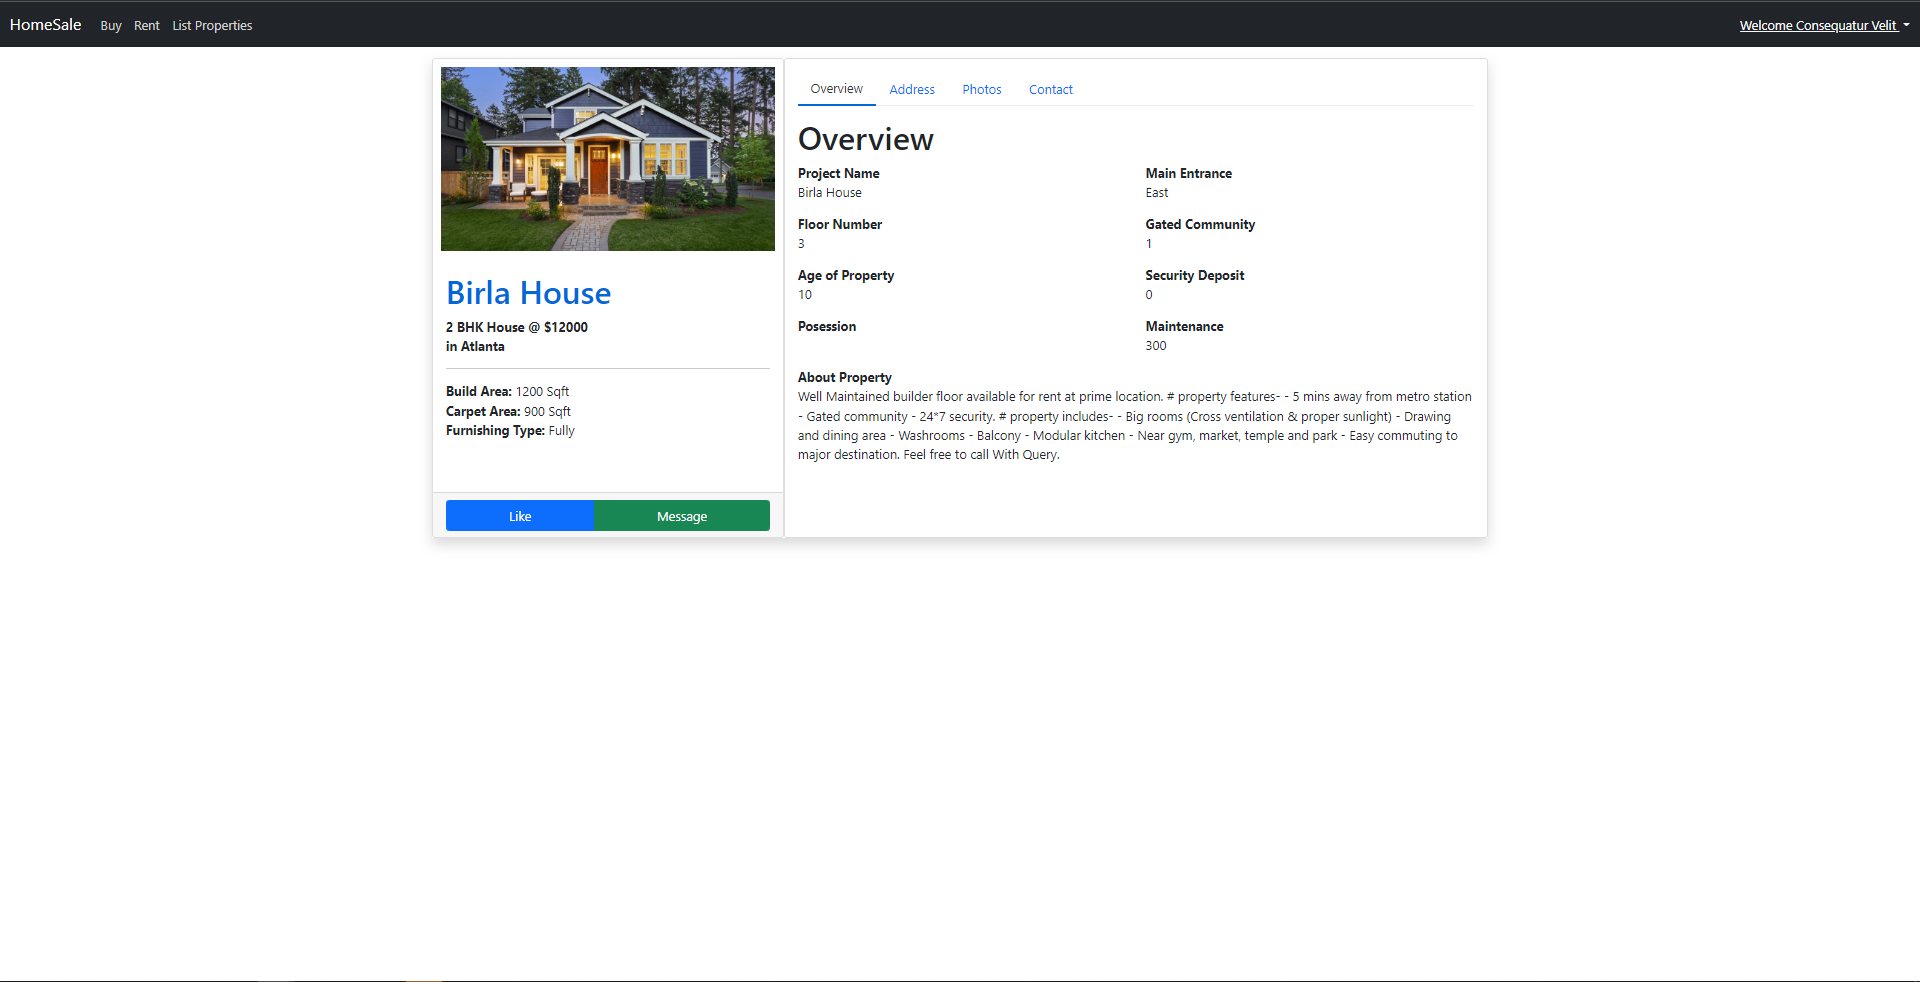 HomeSale Buy Rent List Properties Welcome Consequatur Velit
Birla House
2 BHK House @ $12000
in Atlanta
Build Area: 1200 Sqft
Carpet Area: 900 Sqft
Furnishing Type: Fully
Like Message
Overview Address Photos Contact
Overview
Project Name
Birla House
Main Entrance
East
Floor Number
3
Gated Community
1
Age of Property
10
Security Deposit
0
Posession
Maintenance
300
About Property
Well Maintained builder floor available for rent at prime location. # property features- - 5 mins away from metro station
- Gated community - 24*7 security. # property includes- - Big rooms (Cross ventilation & proper sunlight) - Drawing
and dining area - Washrooms - Balcony - Modular kitchen - Near gym, market, temple and park - Easy commuting to
major destination. Feel free to call With Query.